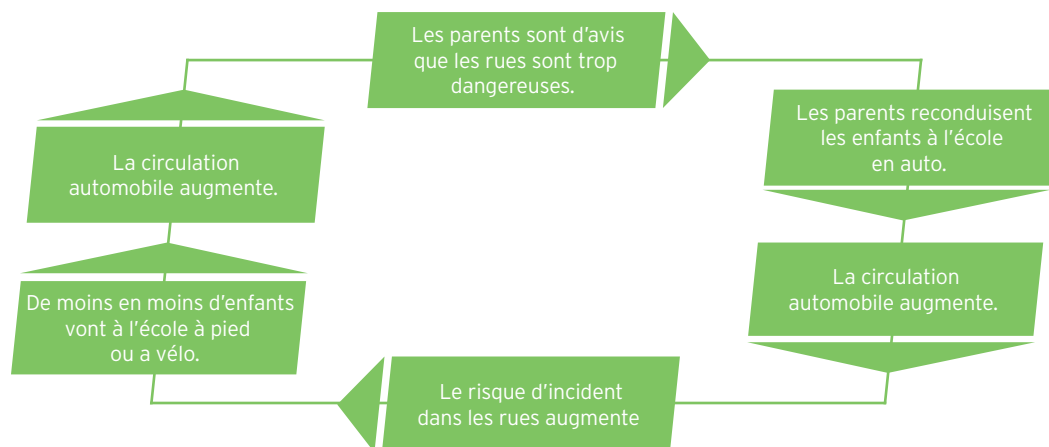 Les parents sont d'avis
que les rues sont trop
dangereuses.
Les parents reconduisent
les enfants à l'école
en auto.
La circulation
automobile augmente.
Le risque d'incident
dans les rues augmente
De moins en moins d'enfants
vont à l'école à pied
ou a vélo.
La circulation
automobile augmente.